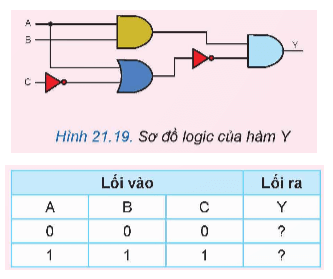 A
B
Y
C
Hình 21.19. Sơ đồ logic của hàm Y
Lối vào Lối ra
A B C Y
0 0 0 ?
1 1 1 ?